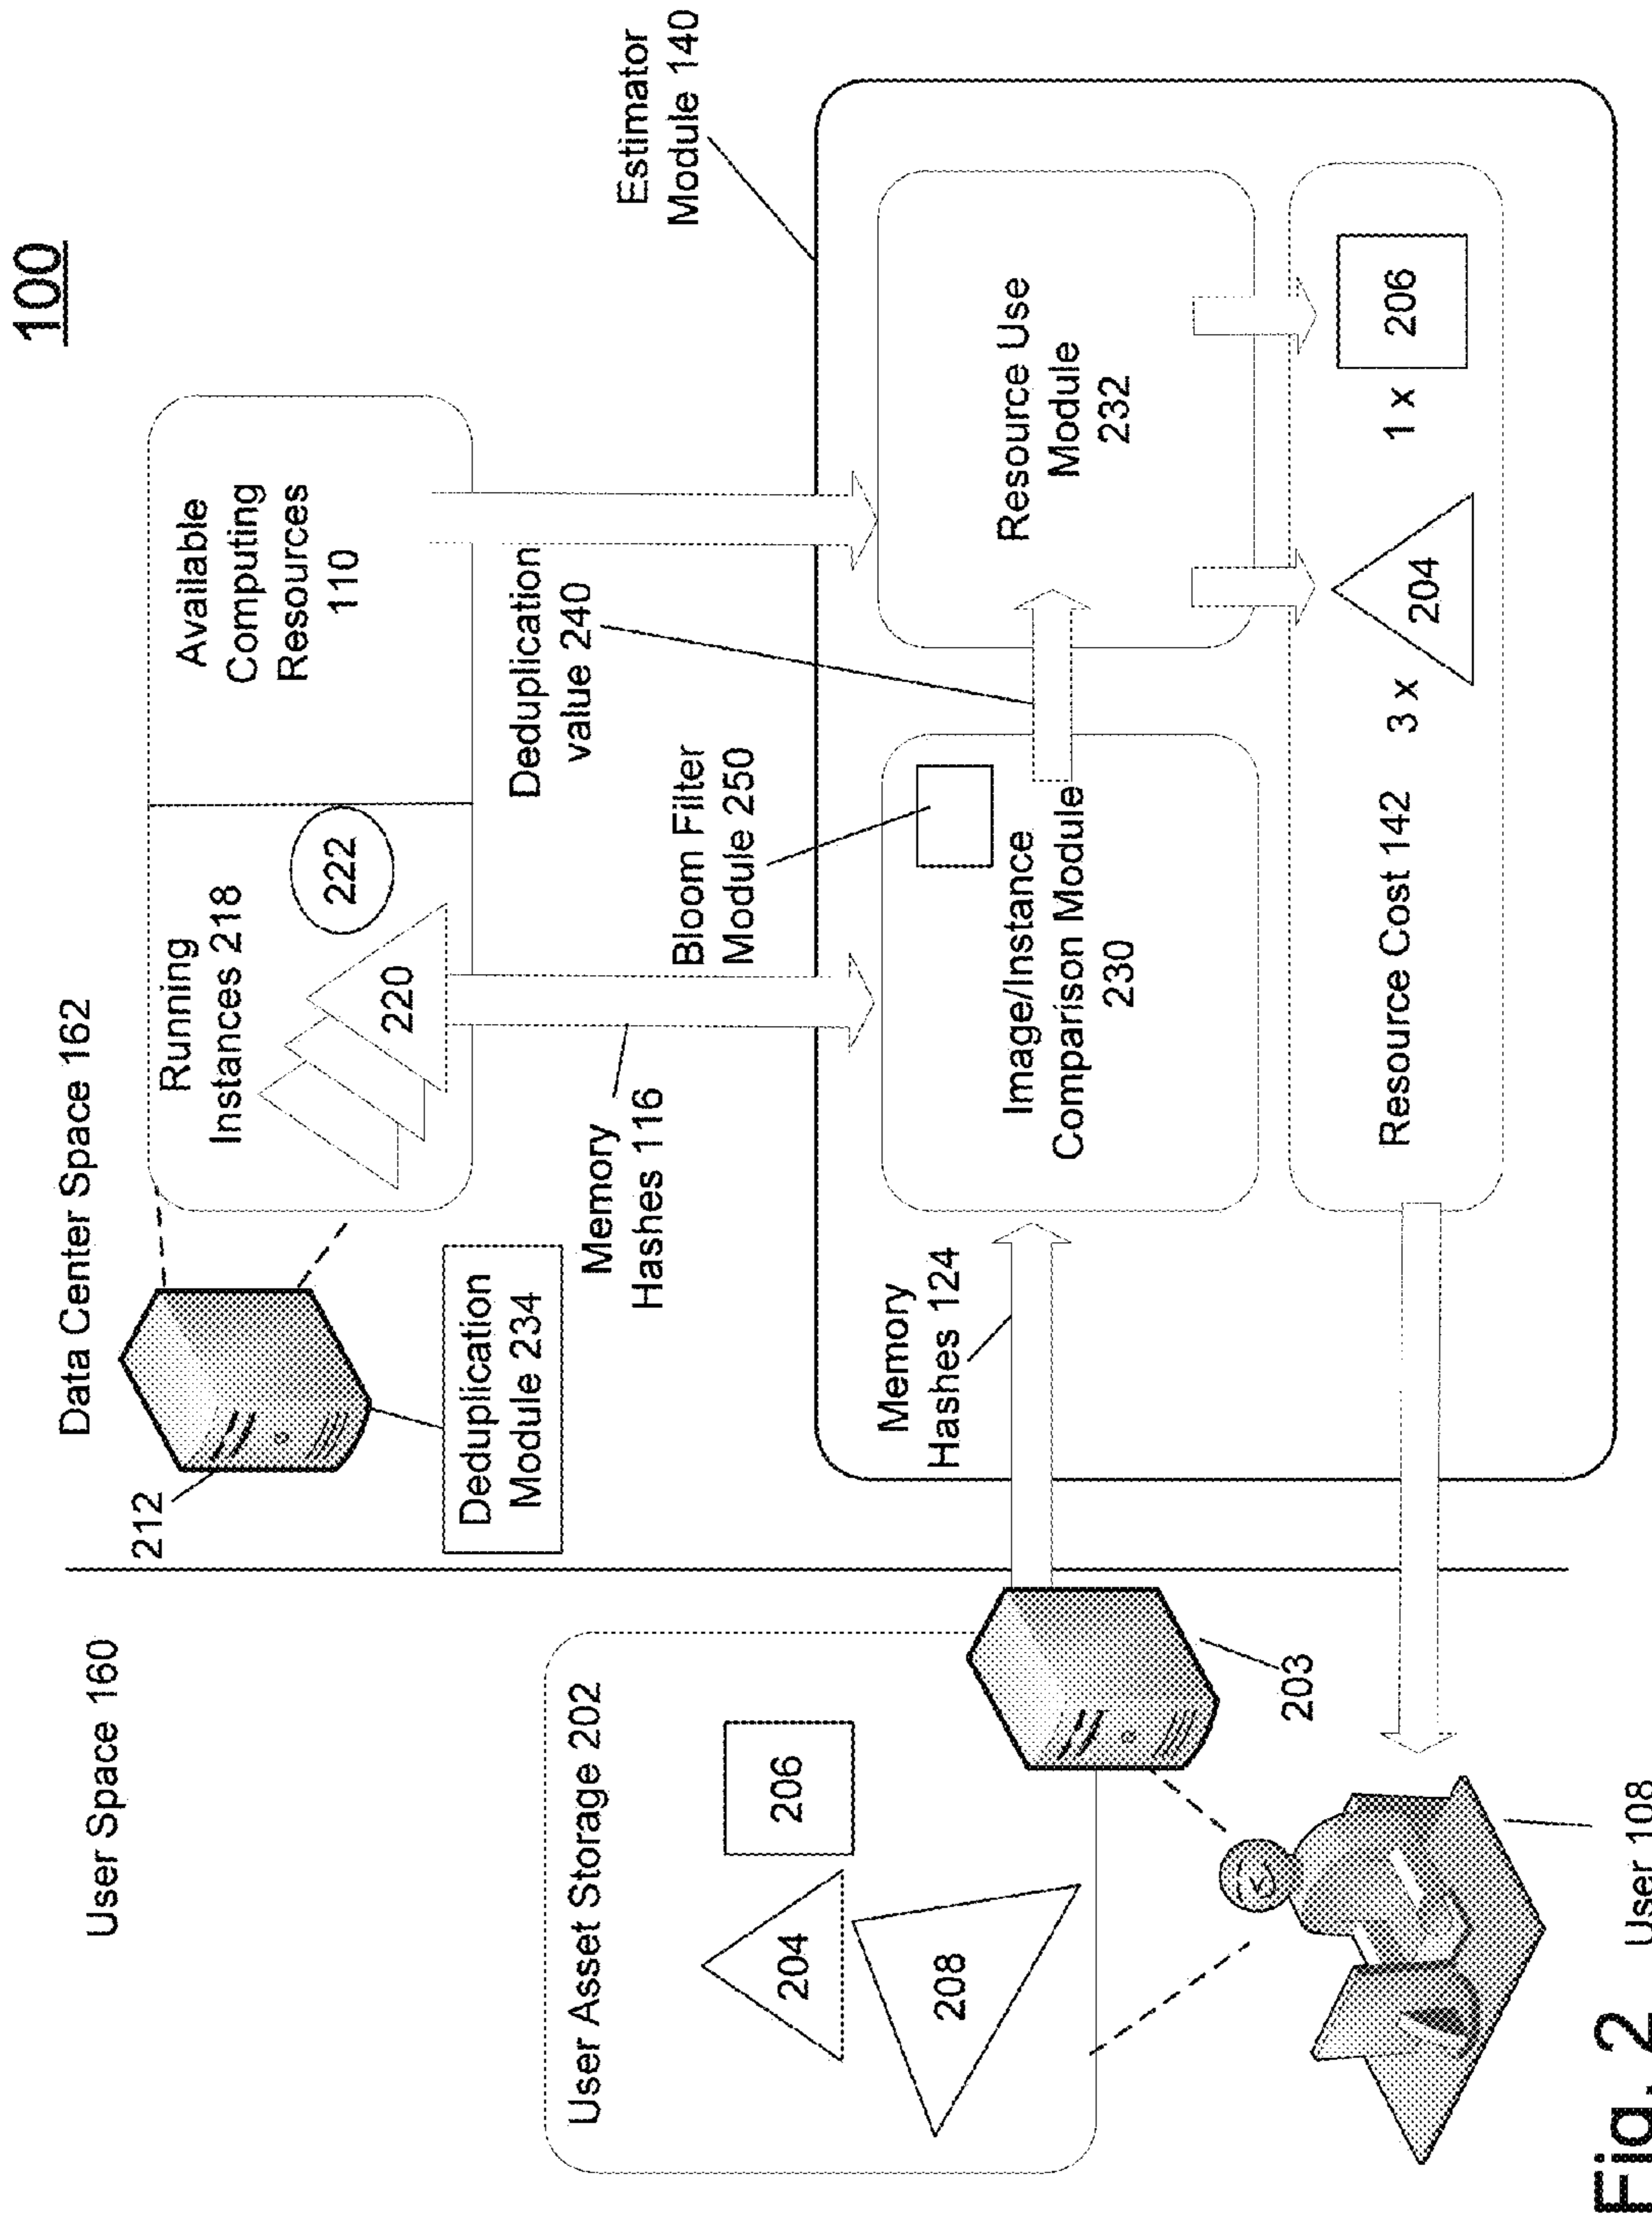 100
User Space 160
Data Center Space 162
212
Running
Instances 218
222
220
Available
Computing
Resources
110
Deduplication
Module 234
Memory
Hashes 116
Deduplication
value 240
Bloom Filter
Module 250
Estimator
Module 140
User Asset Storage 202
204
206
208
203
Memory
Hashes 124
Image/Instance
Comparison Module
230
Resource Use
Module
232
Resource Cost 142
3 x
204
1 x
206
User 108
Fig. 2